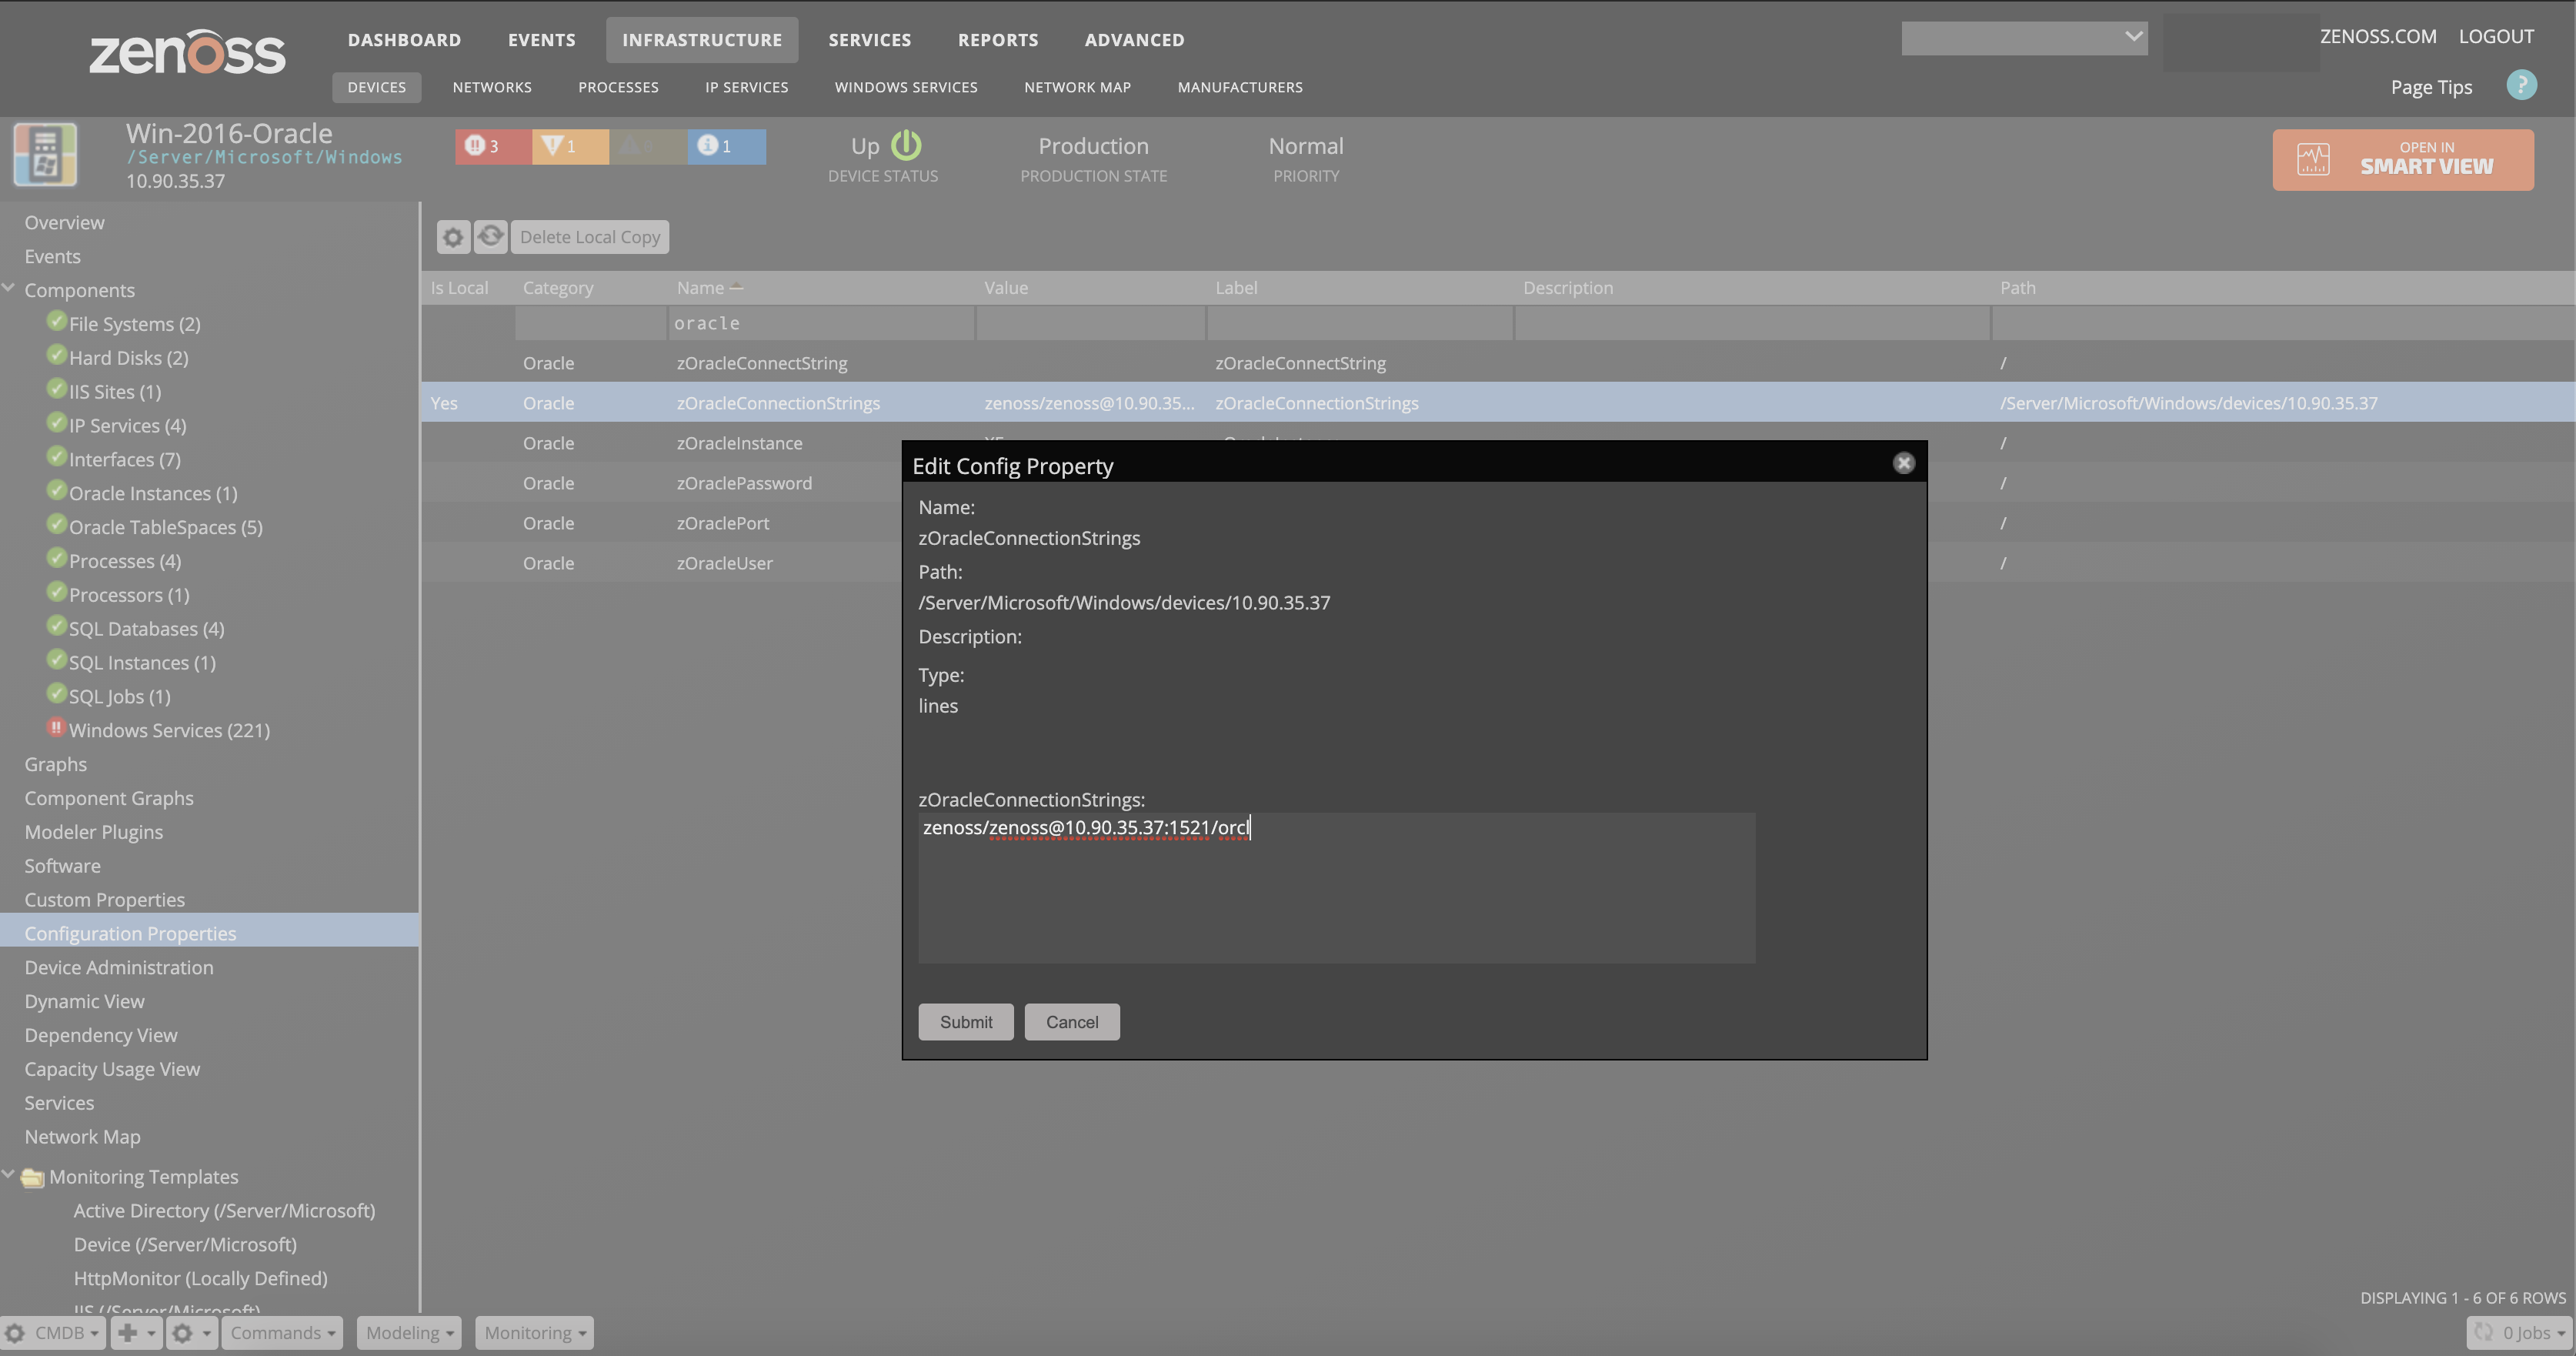 zenoss
DASHBOARD EVENTS INFRASTRUCTURE SERVICES REPORTS ADVANCED
ZENOSS.COM LOGOUT
DEVICES NETWORKS PROCESSES IP SERVICES WINDOWS SERVICES NETWORK MAP MANUFACTURERS
Page Tips ?
Win-2016-Oracle
/Server/Microsoft/Windows
10.90.35.37
3 1 0 1
Up
DEVICE STATUS
Production
PRODUCTION STATE
Normal
PRIORITY
OPEN IN
SMART VIEW
Overview
Events
Components
File Systems (2)
Hard Disks (2)
IIS Sites (1)
IP Services (4)
Interfaces (7)
Oracle Instances (1)
Oracle TableSpaces (5)
Processes (4)
Processors (1)
SQL Databases (4)
SQL Instances (1)
SQL Jobs (1)
Windows Services (221)
Graphs
Component Graphs
Modeler Plugins
Software
Custom Properties
Configuration Properties
Device Administration
Dynamic View
Dependency View
Capacity Usage View
Services
Network Map
Monitoring Templates
Active Directory (/Server/Microsoft)
Device (/Server/Microsoft)
HttpMonitor (Locally Defined)
IIS (/Server/Microsoft)
Delete Local Copy
Is Local Category Name Value Label Description Path
oracle
Oracle zOracleConnectString zOracleConnectString /
Yes Oracle zOracleConnectionStrings zenoss/zenoss@10.90.35... zOracleConnectionStrings /Server/Microsoft/Windows/devices/10.90.35.37
Oracle zOracleInstance /
Oracle zOraclePassword /
Oracle zOraclePort /
Oracle zOracleUser /
Edit Config Property
Name:
zOracleConnectionStrings
Path:
/Server/Microsoft/Windows/devices/10.90.35.37
Description:
Type:
lines
zOracleConnectionStrings:
zenoss/zenoss@10.90.35.37:1521/orcl
Submit Cancel
DISPLAYING 1 - 6 OF 6 ROWS
CMDB Commands Modeling Monitoring 0 Jobs